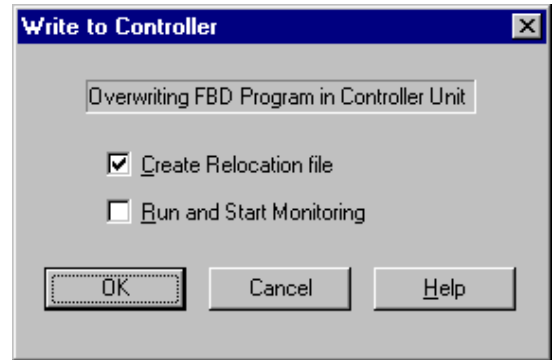 Write to Controller
Overwriting FBD Program in Controller Unit
Create Relocation file
Run and Start Monitoring
OK Cancel Help